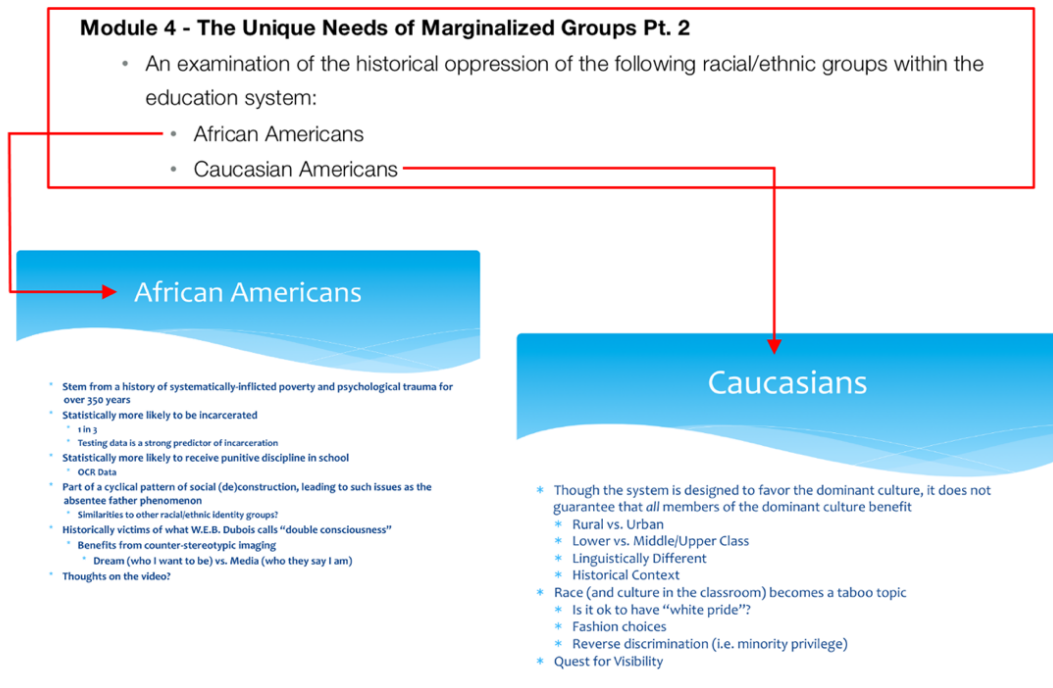 Module 4 - The Unique Needs of Marginalized Groups Pt. 2
• An examination of the historical oppression of the following racial/ethnic groups within the
education system:
• African Americans
• Caucasian Americans
African Americans
* Stem from a history of systematically-inflicted poverty and psychological trauma for
over 350 years
* Statistically more likely to be incarcerated
* 1 in 3
* Testing data is a strong predictor of incarceration
* Statistically more likely to receive punitive discipline in school
* OCR Data
* Part of a cyclical pattern of social (de)construction, leading to such issues as the
absentee father phenomenon
* Similarities to other racial/ethnic identity groups?
* Historically victims of what W.E.B. Dubois calls “double consciousness”
* Benefits from counter-stereotypic imaging
* Dream (who I want to be) vs. Media (who they say I am)
* Thoughts on the video?
Caucasians
* Though the system is designed to favor the dominant culture, it does not
guarantee that all members of the dominant culture benefit
* Rural vs. Urban
* Lower vs. Middle/Upper Class
* Linguistically Different
* Historical Context
* Race (and culture in the classroom) becomes a taboo topic
* Is it ok to have “white pride”?
* Fashion choices
* Reverse discrimination (i.e. minority privilege)
* Quest for Visibility